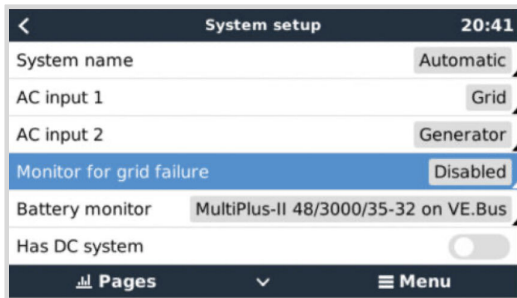 System setup 20:41
System name Automatic
AC input 1 Grid
AC input 2 Generator
Monitor for grid failure Disabled
Battery monitor MultiPlus-II 48/3000/35-32 on VE.Bus
Has DC system
Pages Menu